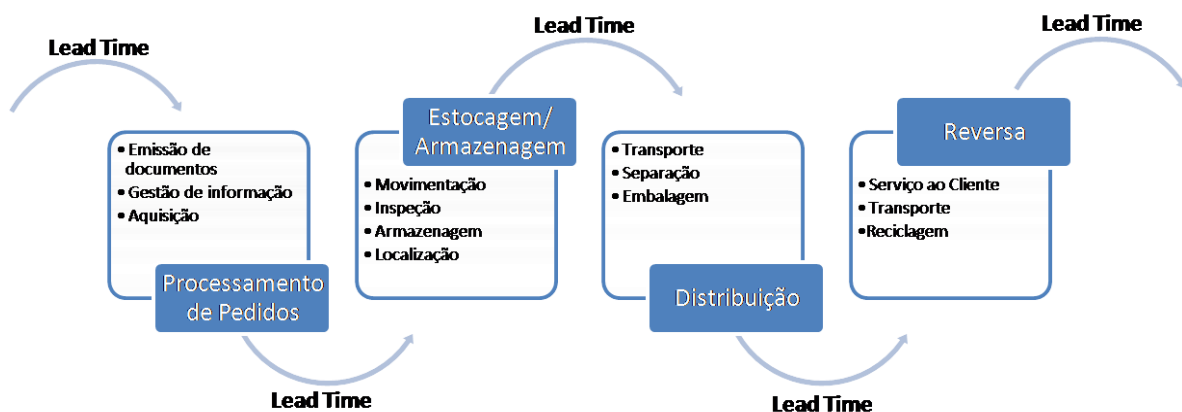 Lead Time
Lead Time
Lead Time
• Emissão de
documentos
• Gestão de informação
• Aquisição
Processamento
de Pedidos
Estocagem/
Armazenagem
• Movimentação
• Inspeção
• Armazenagem
• Localização
• Transporte
• Separação
• Embalagem
Distribuição
Reversa
• Serviço ao Cliente
• Transporte
•Reciclagem
Lead Time
Lead Time